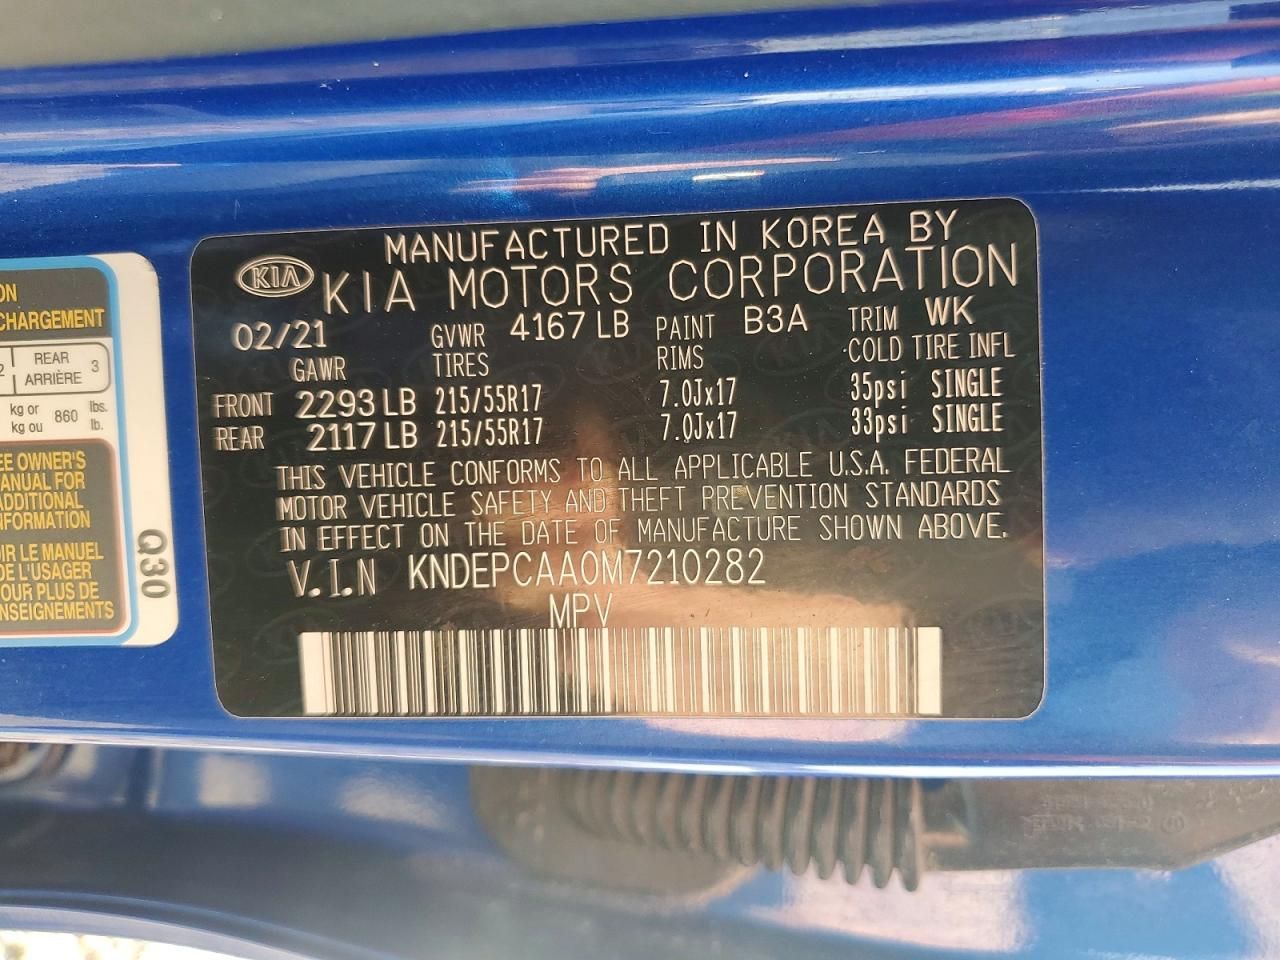 ON
CHARGEMENT
2 REAR 3
ARRIÈRE
kg or 860 lbs.
kg ou lb.
EE OWNER'S
MANUAL FOR
ADDITIONAL
NFORMATION
OIR LE MANUEL
DE L'USAGER
OUR PLUS DE
NSEIGNEMENTS
Q30
KIA
MANUFACTURED IN KOREA BY
KIA MOTORS CORPORATION
02/21 GVWR 4167 LB PAINT B3A TRIM WK
GAWR TIRES RIMS COLD TIRE INFL
FRONT 2293 LB 215/55R17 7.0Jx17 35psi SINGLE
REAR 2117 LB 215/55R17 7.0Jx17 33psi SINGLE
THIS VEHICLE CONFORMS TO ALL APPLICABLE U.S.A. FEDERAL
MOTOR VEHICLE SAFETY AND THEFT PREVENTION STANDARDS
IN EFFECT ON THE DATE OF MANUFACTURE SHOWN ABOVE.
V.I.N KNDEPCAA0M7210282
MPV